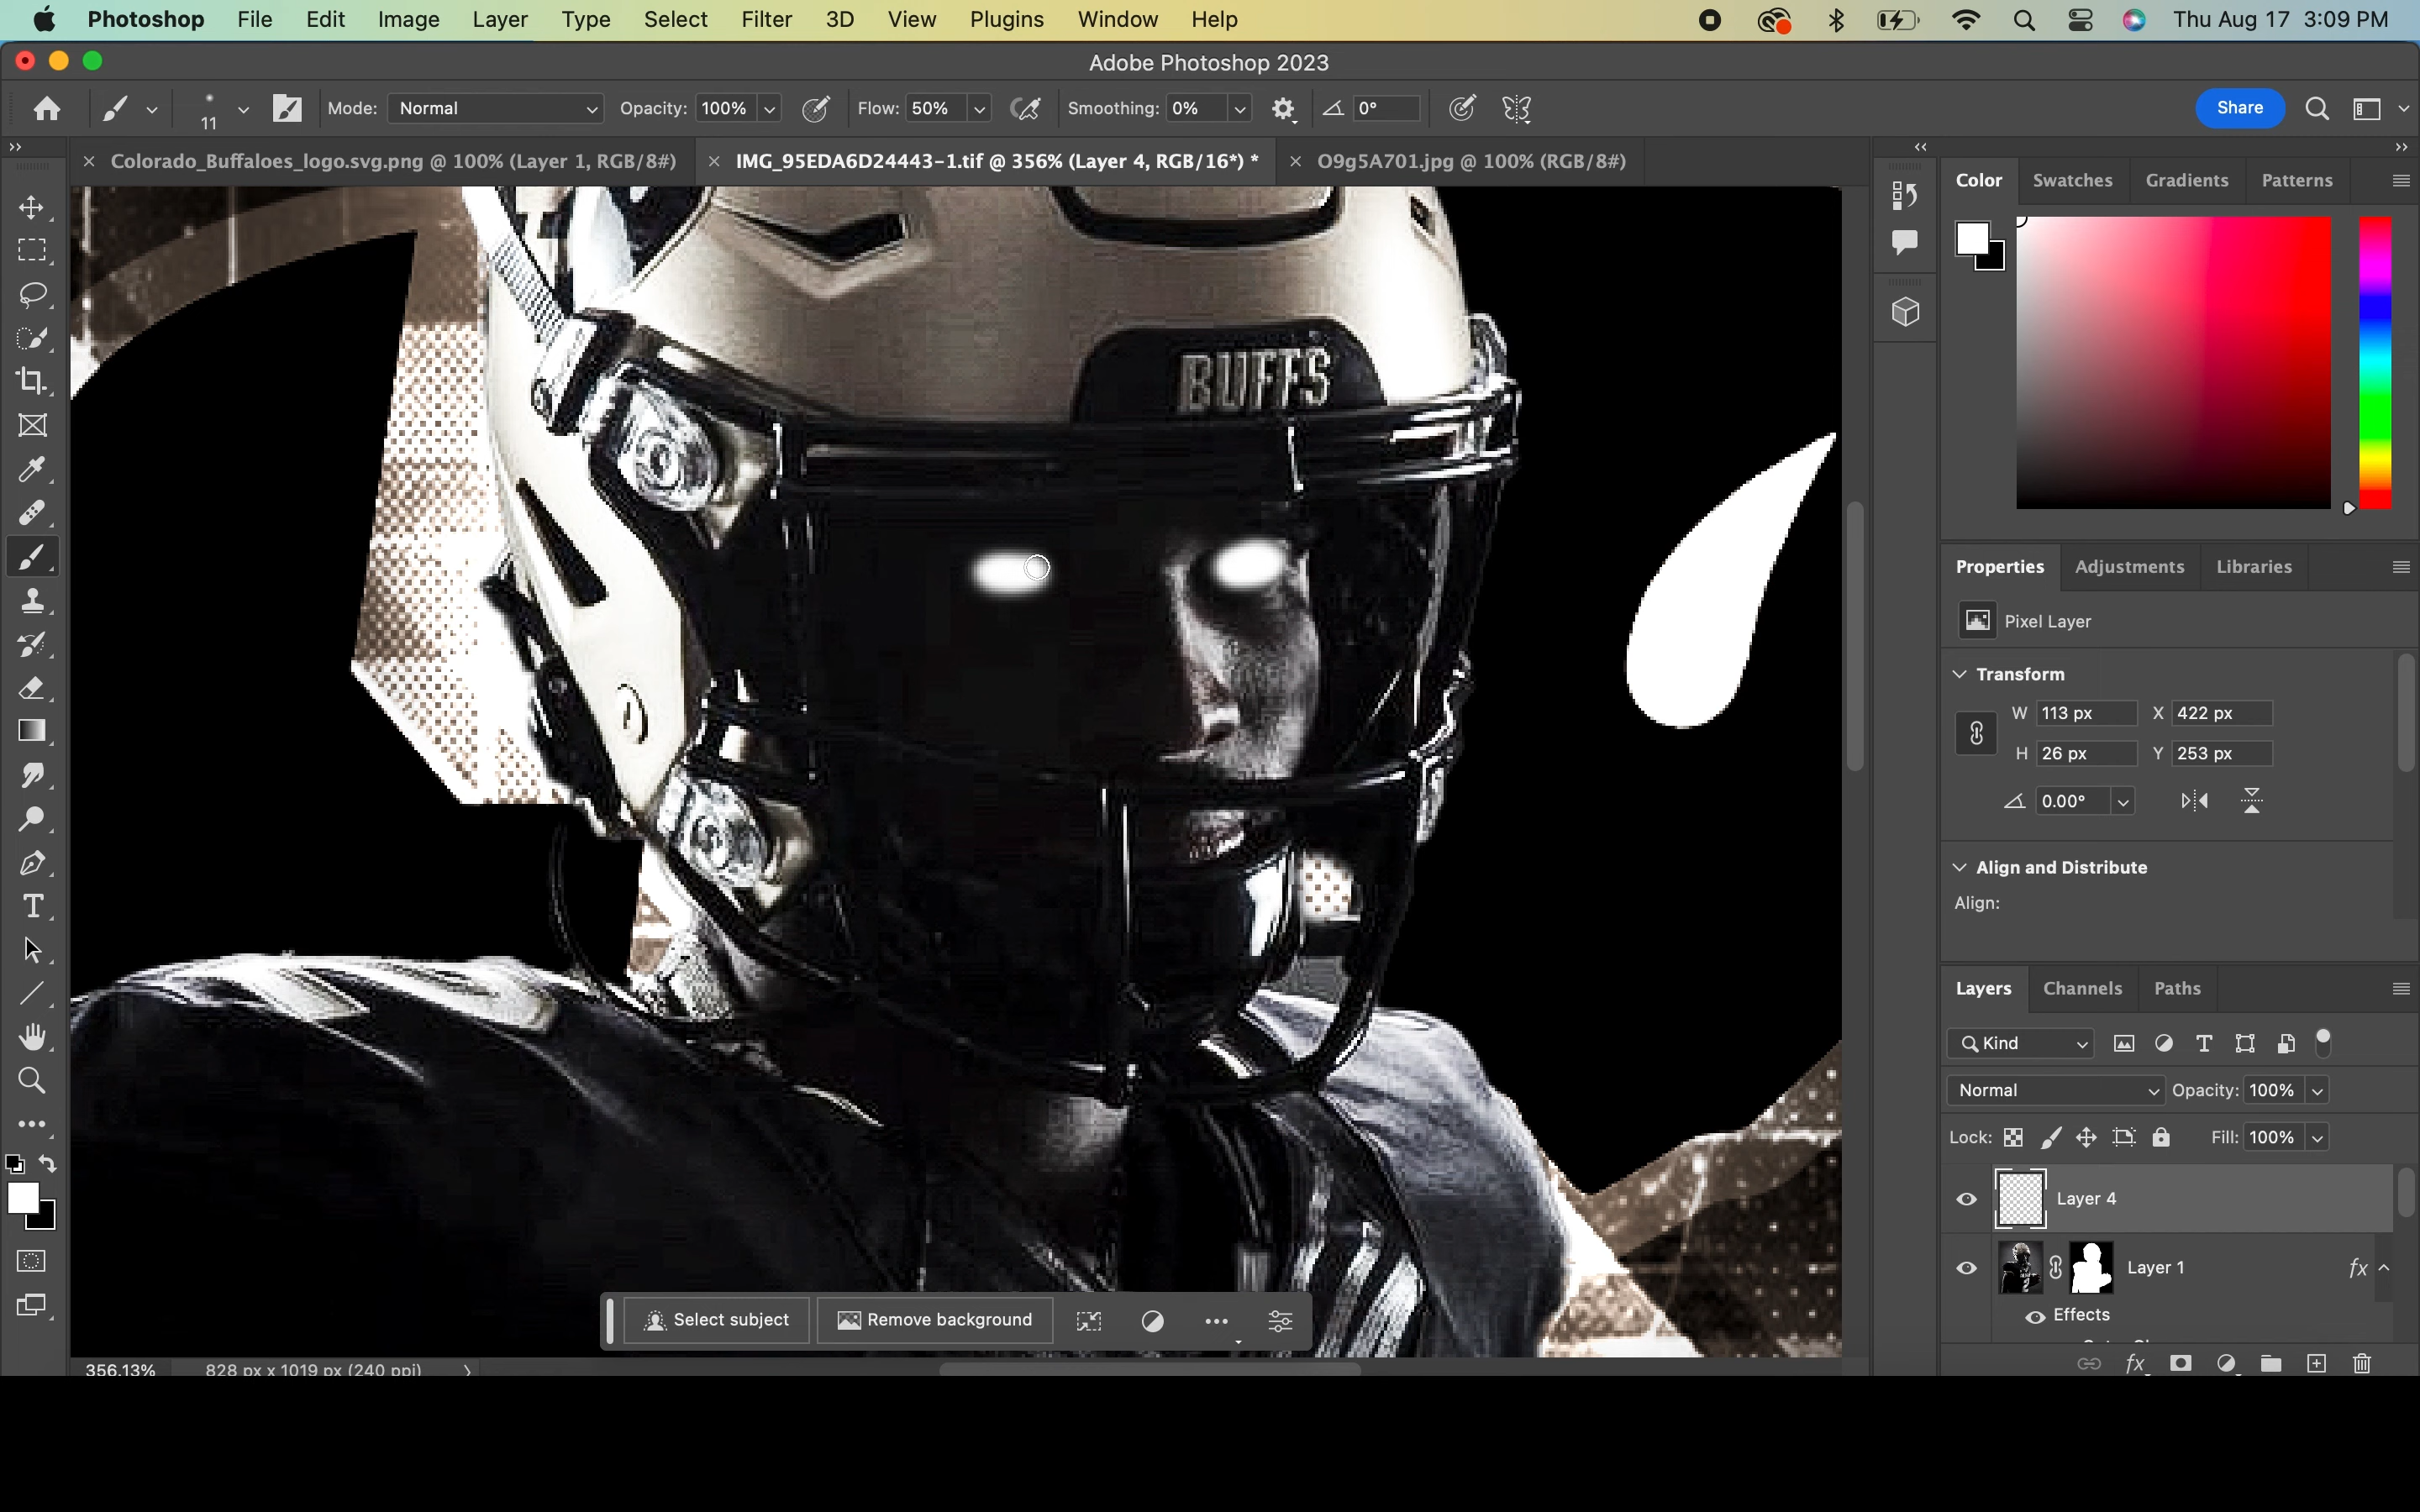 Photoshop File Edit Image Layer Type Select Filter 3D View Plugins Window Help Thu Aug 17 3:09 PM
Adobe Photoshop 2023
11 Mode: Normal Opacity: 100% Flow: 50% Smoothing: 0% 0° Share
Colorado_Buffaloes_logo.svg.png @ 100% (Layer 1, RGB/8#) IMG_95EDA6D24443-1.tif @ 356% (Layer 4, RGB/16*) * O9g5A701.jpg @ 100% (RGB/8#)
Color Swatches Gradients Patterns
BUFFS
Properties Adjustments Libraries
Pixel Layer
Transform
W 113 px X 422 px
H 26 px Y 253 px
0.00°
Align and Distribute
Align:
Layers Channels Paths
Kind
Normal Opacity: 100%
Lock: Fill: 100%
Layer 4
Layer 1 fx
Effects
Select subject Remove background
356.13% 828 px x 1019 px (240 ppi)
fx